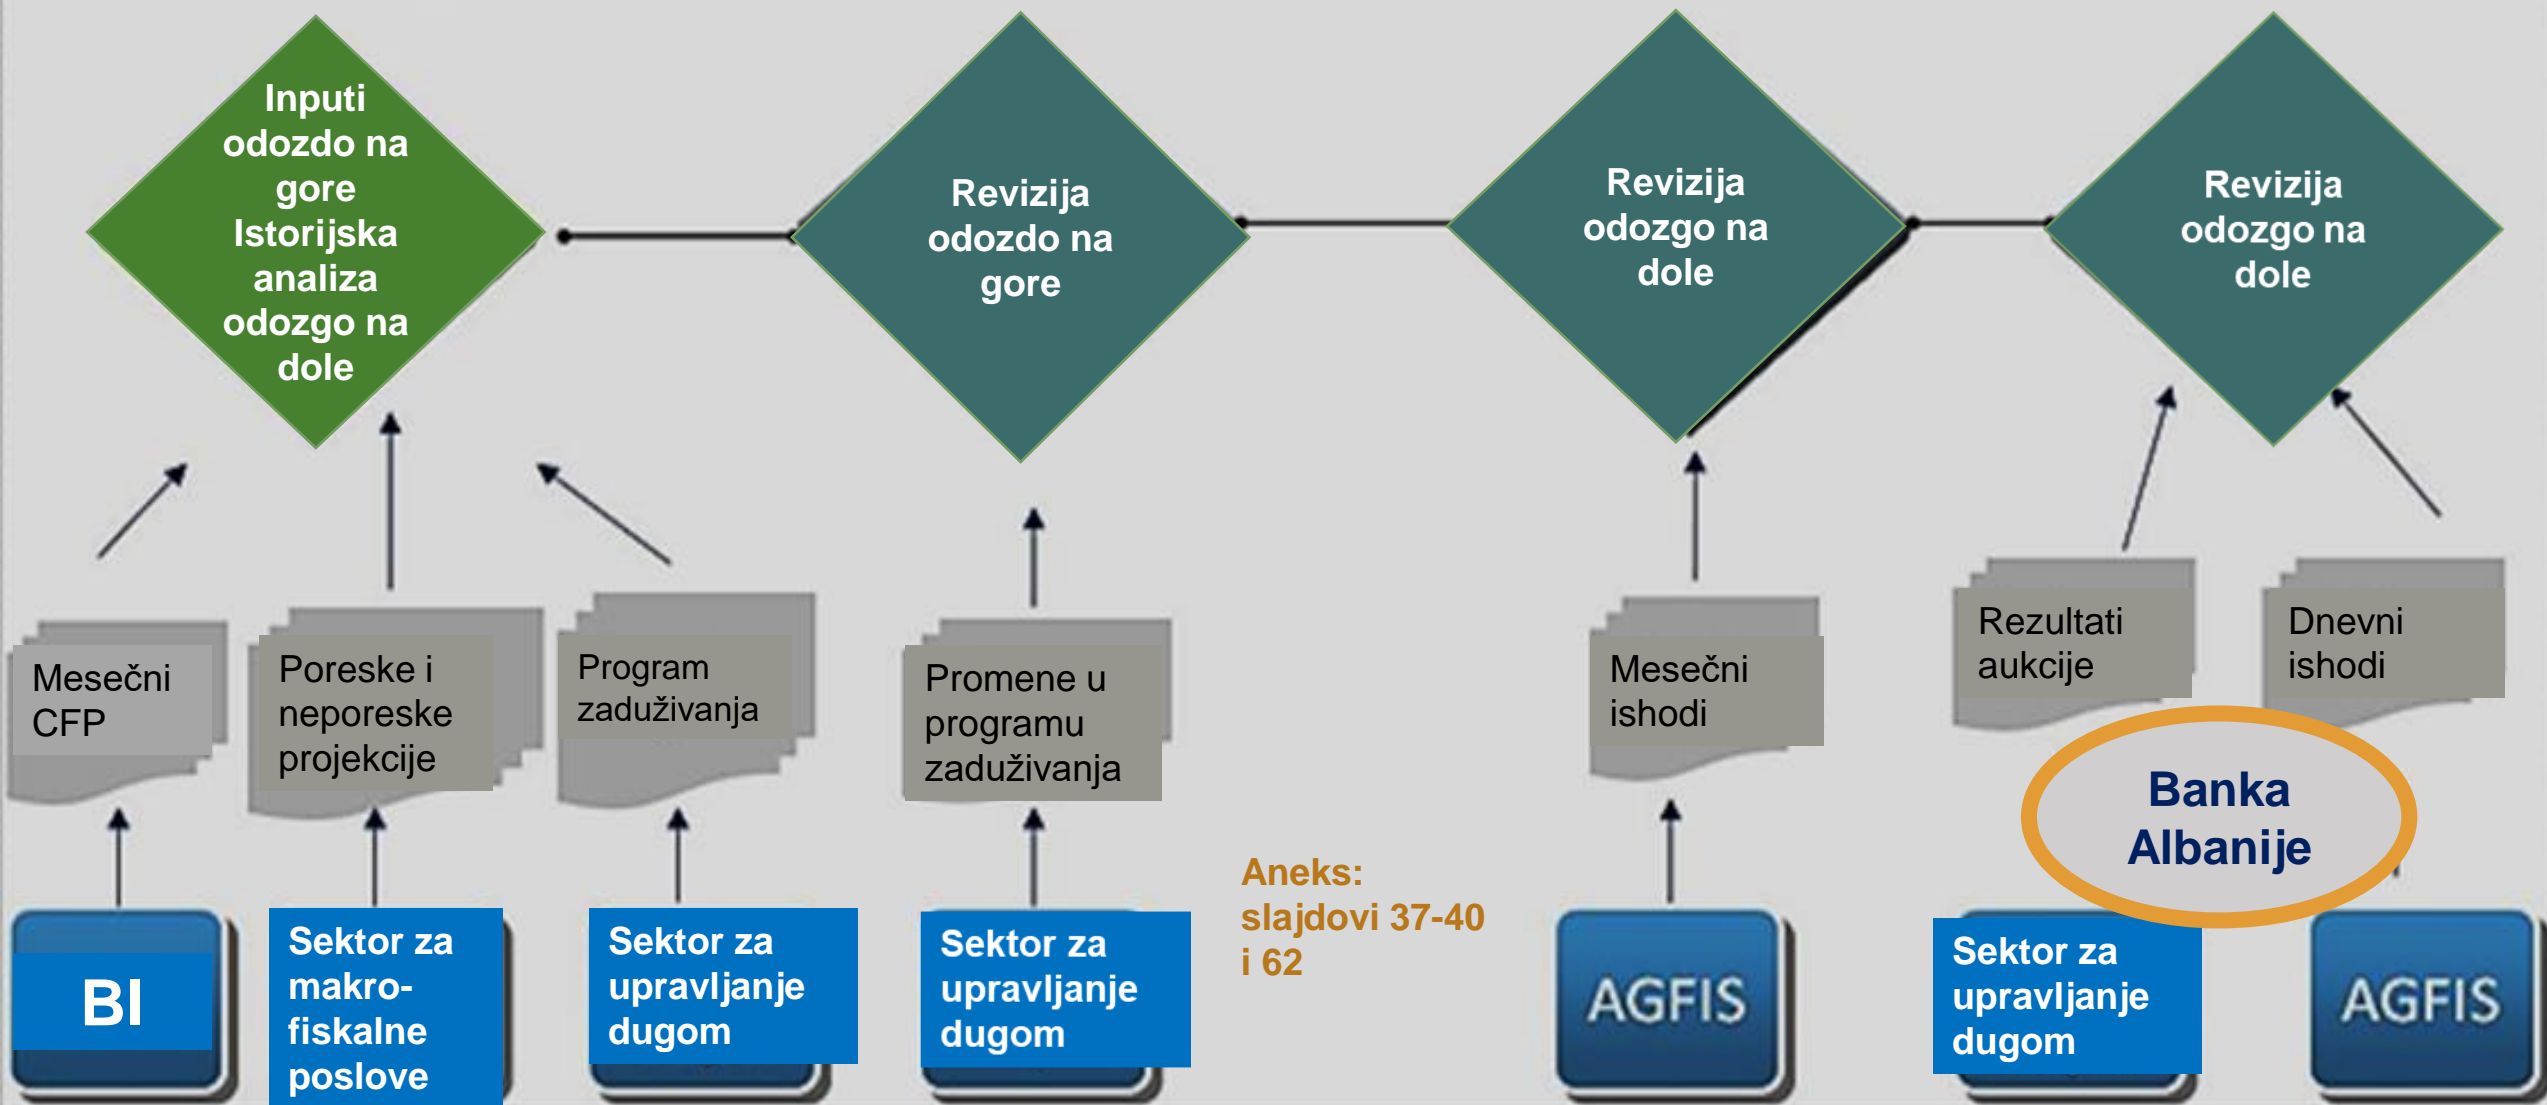 Inputi
odozdo na
gore
Istorijska
analiza
odozgo na
dole
Revizija
odozdo na
gore
Revizija
odozgo na
dole
Revizija
odozgo na
dole
Mesečni
CFP
Poreske i
neporeske
projekcije
Program
zaduživanja
Promene u
programu
zaduživanja
Mesečni
ishodi
Rezultati
aukcije
Dnevni
ishodi
Banka
Albanije
Aneks:
slajdovi 37-40
i 62
BI
Sektor za
makro-
fiskalne
poslove
Sektor za
upravljanje
dugom
Sektor za
upravljanje
dugom
AGFIS
Sektor za
upravljanje
dugom
AGFIS